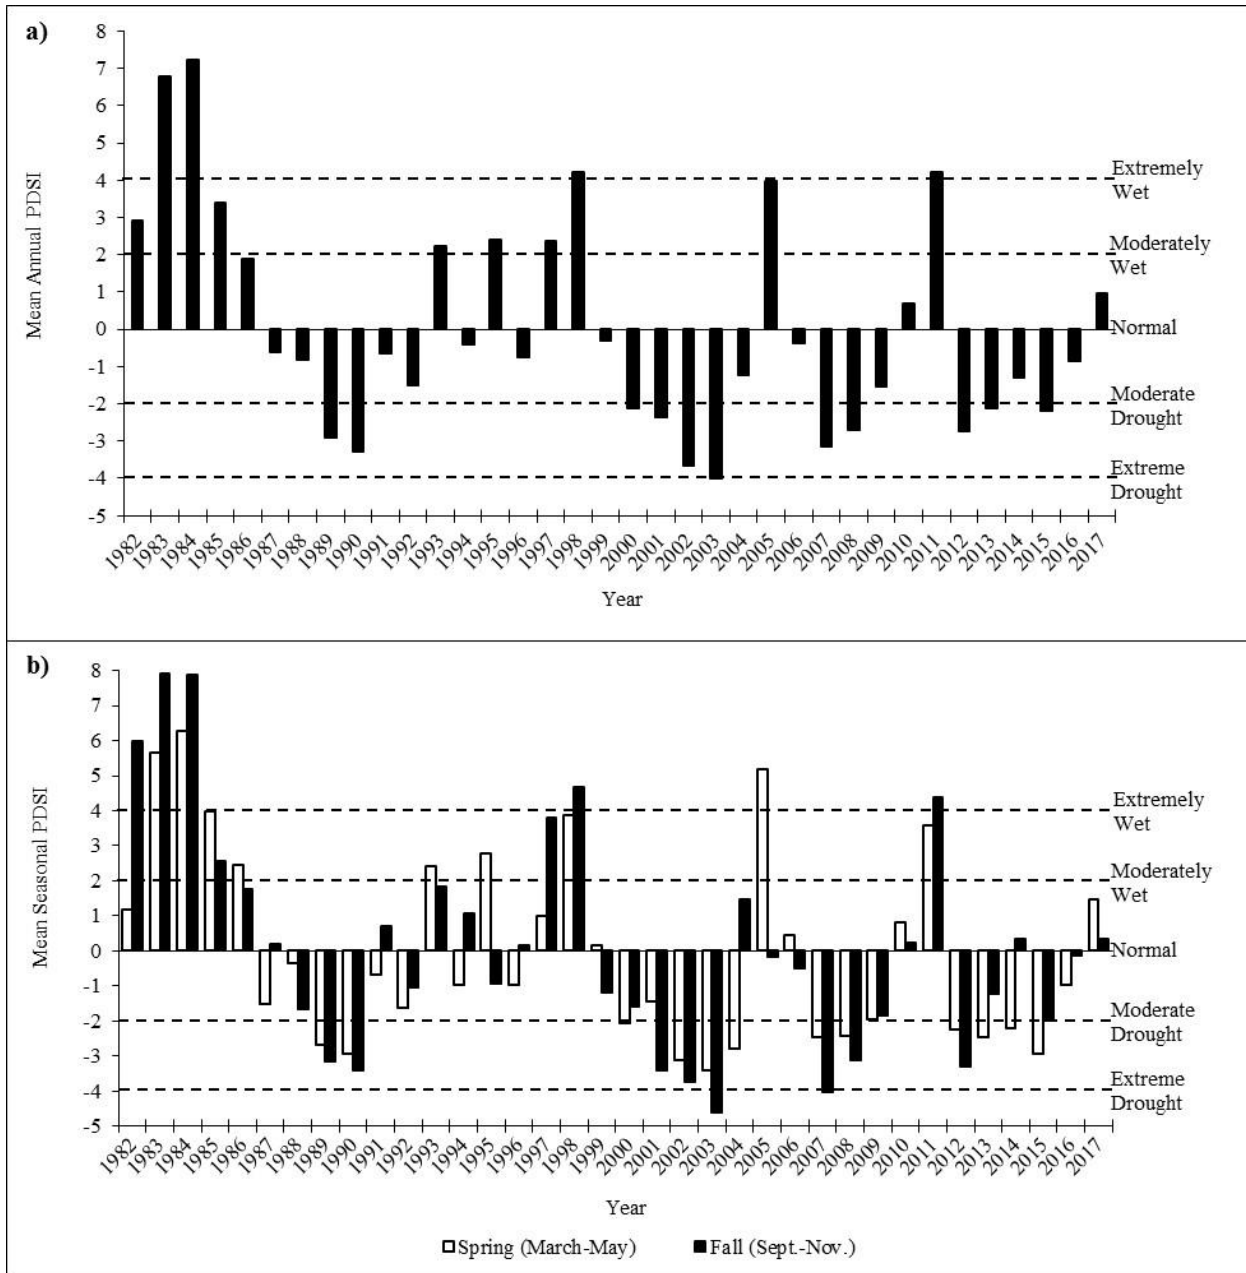 a)
8
7
6
5
4
3
2
1
0
-1
-2
-3
-4
-5
Mean Annual PDSI
Extremely
Wet
Moderately
Wet
Normal
Moderate
Drought
Extreme
Drought
1982 1983 1984 1985 1986 1987 1988 1989 1990 1991 1992 1993 1994 1995 1996 1997 1998 1999 2000 2001 2002 2003 2004 2005 2006 2007 2008 2009 2010 2011 2012 2013 2014 2015 2016 2017
Year
b)
8
7
6
5
4
3
2
1
0
-1
-2
-3
-4
-5
Mean Seasonal PDSI
Extremely
Wet
Moderately
Wet
Normal
Moderate
Drought
Extreme
Drought
1982 1983 1984 1985 1986 1987 1988 1989 1990 1991 1992 1993 1994 1995 1996 1997 1998 1999 2000 2001 2002 2003 2004 2005 2006 2007 2008 2009 2010 2011 2012 2013 2014 2015 2016 2017
Year
Spring (March-May) Fall (Sept.-Nov.)